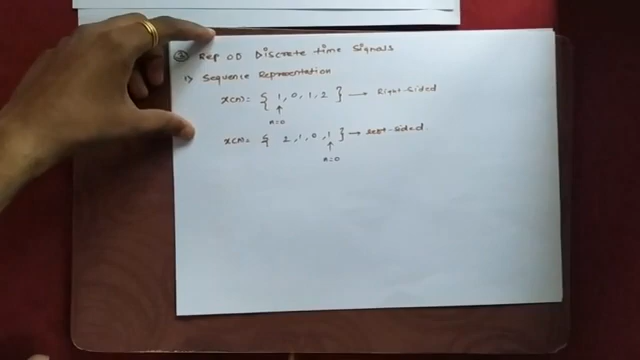 ③ Rep of Discrete time Signals
1) Sequence Representation
x(n)= { 1, 0, 1, 2 } → Right-Sided
↑
n=0
x(n)= { 2, 1, 0, 1 } → left-sided.
↑
n=0